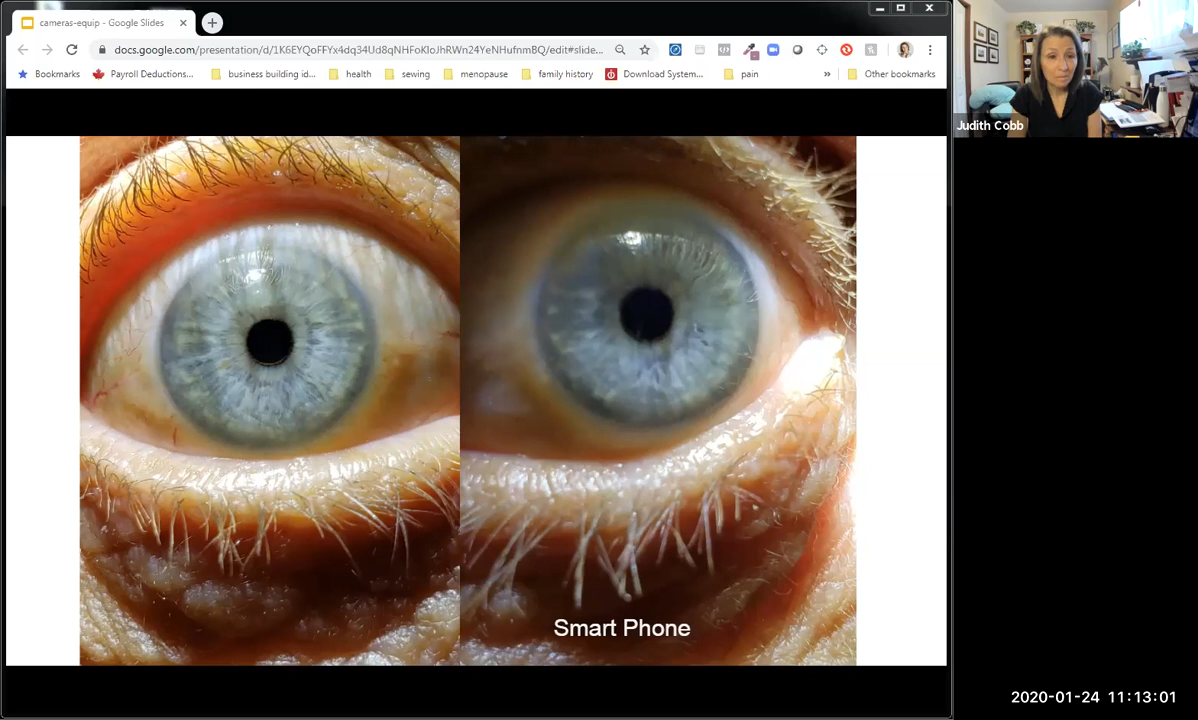 cameras-equip - Google Slides
docs.google.com/presentation/d/1K6EYQoFFYx4dq34Ud8qNHFoKloJhRWn24YeNHufnmBQ/edit#slide...
Bookmarks Payroll Deductions... business building id... health sewing menopause family history Download System... pain » Other bookmarks
Judith Cobb
Smart Phone
2020-01-24 11:13:01